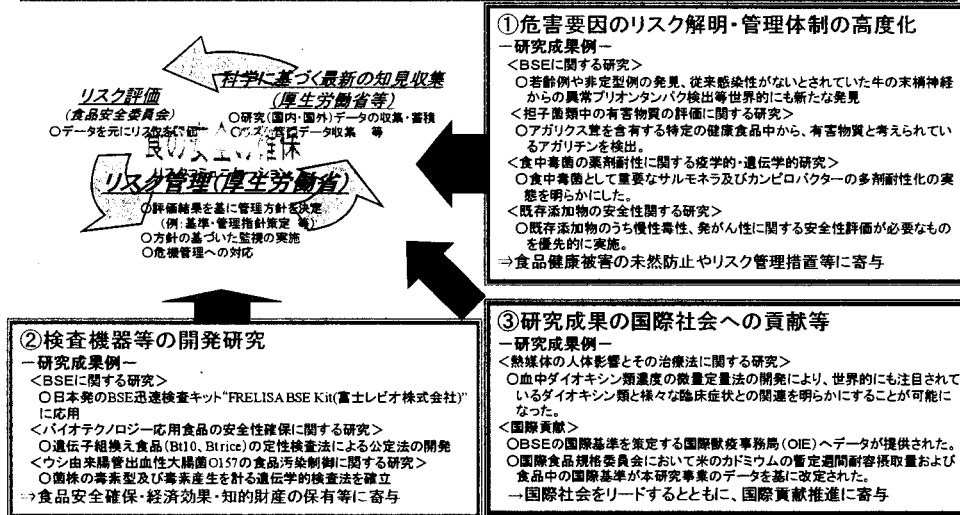 科学に基づく最新の知見収集
(厚生労働省等)
○研究(国内・国外)データの収集・蓄積
リスク評価
(食品安全委員会)
食の安全の確保
リスク管理(厚生労働省)
○評価結果を基に管理方針を決定
(例:基準・管理指針策定 等)
○方針の基づいた監視の実施
○危機管理への対応
①危害要因のリスク解明・管理体制の高度化
ー研究成果例ー
<BSEに関する研究>
○若齢例や非定型例の発見、従来感染性がないとされていた牛の末梢神経
からの異常プリオンタンパク検出等世界的にも新たな発見
<担子菌類中の有害物質の評価に関する研究>
○アガリクス茸を含有する特定の健康食品中から、有害物質と考えられてい
るアガリチンを検出。
<食中毒菌の薬剤耐性に関する疫学的・遺伝学的研究>
○食中毒菌として重要なサルモネラ及びカンピロバクターの多剤耐性化の実
態を明らかにした。
<既存添加物の安全性関する研究>
○既存添加物のうち慢性毒性、発がん性に関する安全性評価が必要なもの
を優先的に実施。
⇒食品健康被害の未然防止やリスク管理措置等に寄与
②検査機器等の開発研究
ー研究成果例ー
<BSEに関する研究>
○日本発のBSE迅速検査キット"FRELISA BSE Kit(富士レビオ株式会社)"
に応用
<バイオテクノロジー応用食品の安全性確保に関する研究>
○遺伝子組換え食品(Bt10、Bt rice)の定性検査法による公定法の開発
<ウシ由来腸管出血性大腸菌O157の食品汚染制御に関する研究>
○菌株の毒素型及び毒素産生を計る遺伝学的検査法を確立
⇒食品安全確保・経済効果・知的財産の保有等に寄与
③研究成果の国際社会への貢献等
ー研究成果例ー
<熱媒体の人体影響とその治療法に関する研究>
○血中ダイオキシン類濃度の微量定量法の開発により、世界的にも注目されて
いるダイオキシン類と様々な臨床症状との関連を明らかにすることが可能に
なった。
<国際貢献>
○BSEの国際基準を策定する国際獣疫事務局(OIE)へデータが提供された。
○国際食品規格委員会において米のカドミウムの暫定週間耐容摂取量および
食品中の国際基準が本研究事業のデータを基に改定された。
→国際社会をリードするとともに、国際貢献推進に寄与